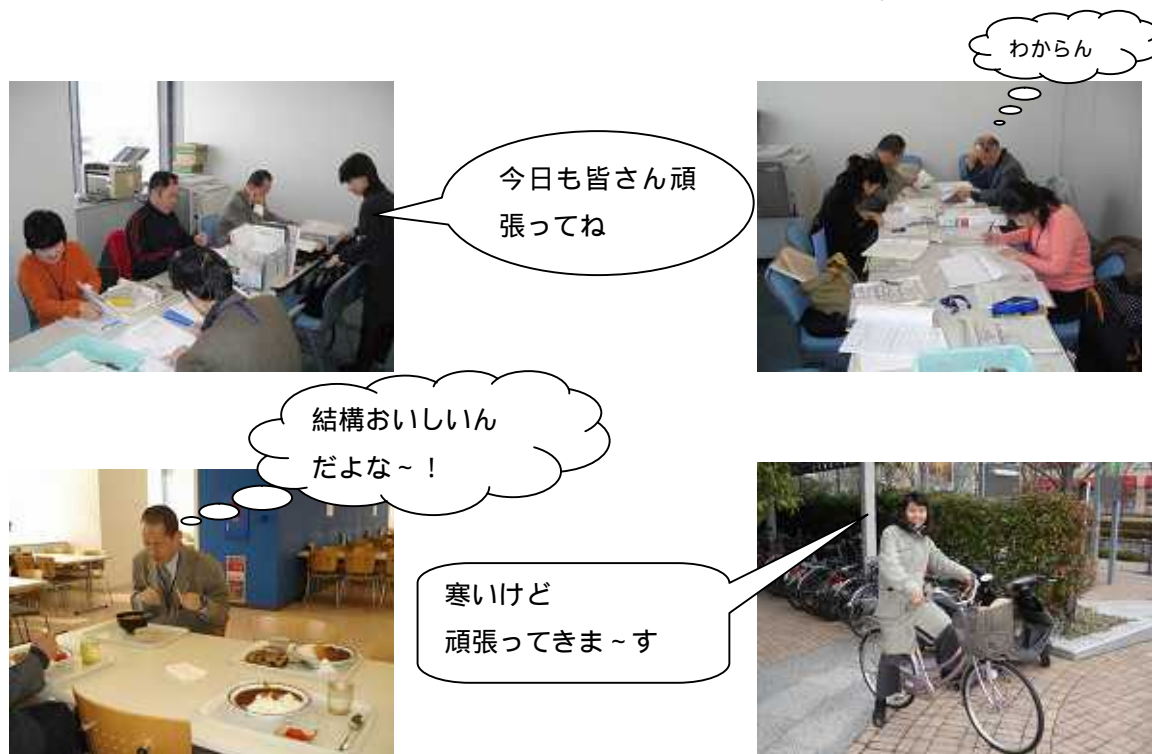 わからん
今日も皆さん頑
張ってね
結構おいしいん
だよな～！
寒いけど
頑張ってきま～す